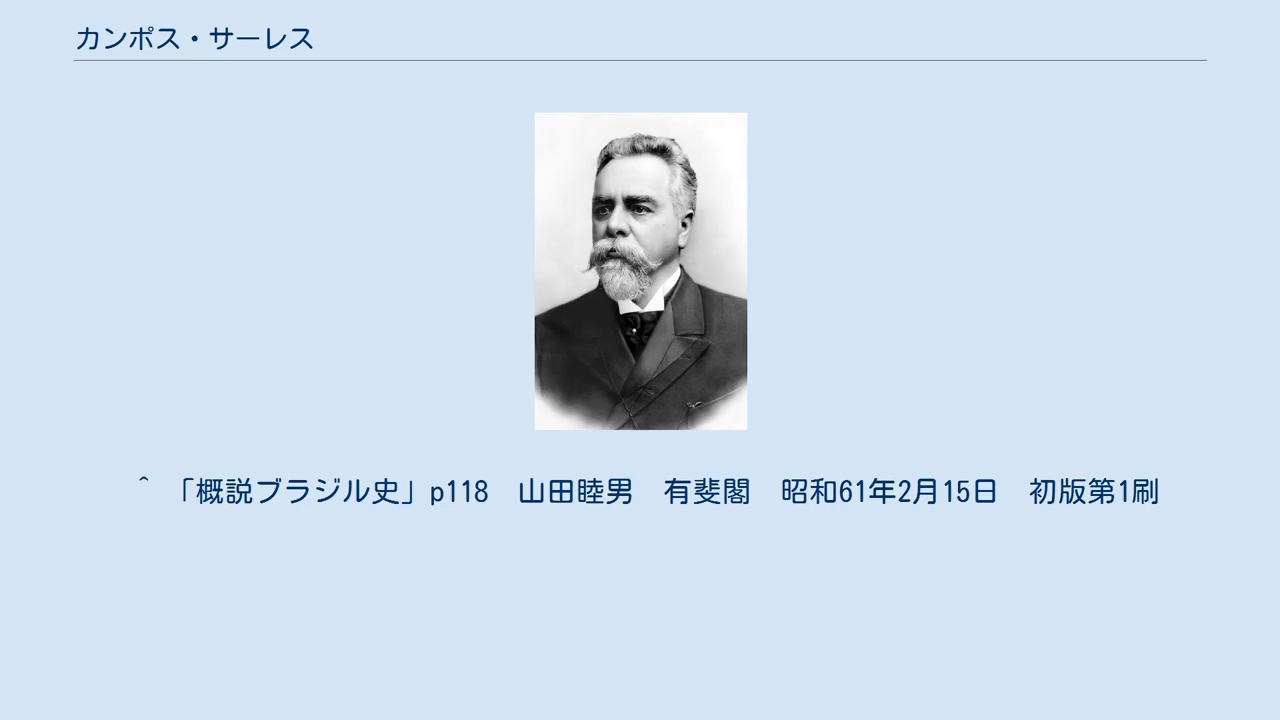 カンポス・サーレス
^ 「概説ブラジル史」p118　山田睦男　有斐閣　昭和61年2月15日　初版第1刷